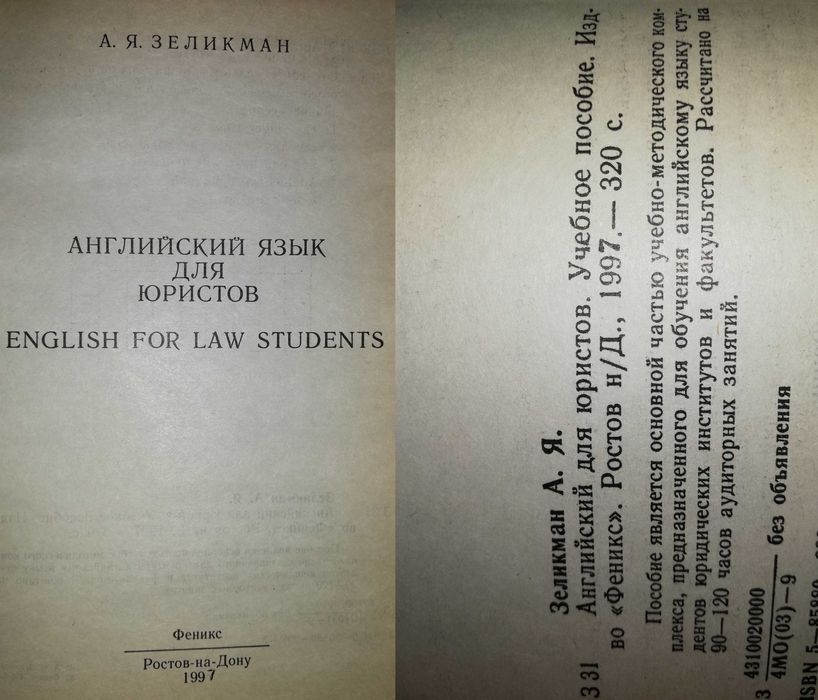 А. Я. ЗЕЛИКМАН
АНГЛИЙСКИЙ ЯЗЫК
ДЛЯ
ЮРИСТОВ
ENGLISH FOR LAW STUDENTS
Феникс
Ростов-на-Дону
1997
Зеликман А. Я.
З 31 Английский для юристов. Учебное пособие. Изд-
во «Феникс». Ростов н/Д., 1997.— 320 с.
Пособие является основной частью учебно-методического ком-
плекса, предназначенного для обучения английскому языку сту-
дентов юридических институтов и факультетов. Рассчитано на
90—120 часов аудиторных занятий.
З 4310020000
4МО(03)—9 — без объявления
ISBN 5—85880